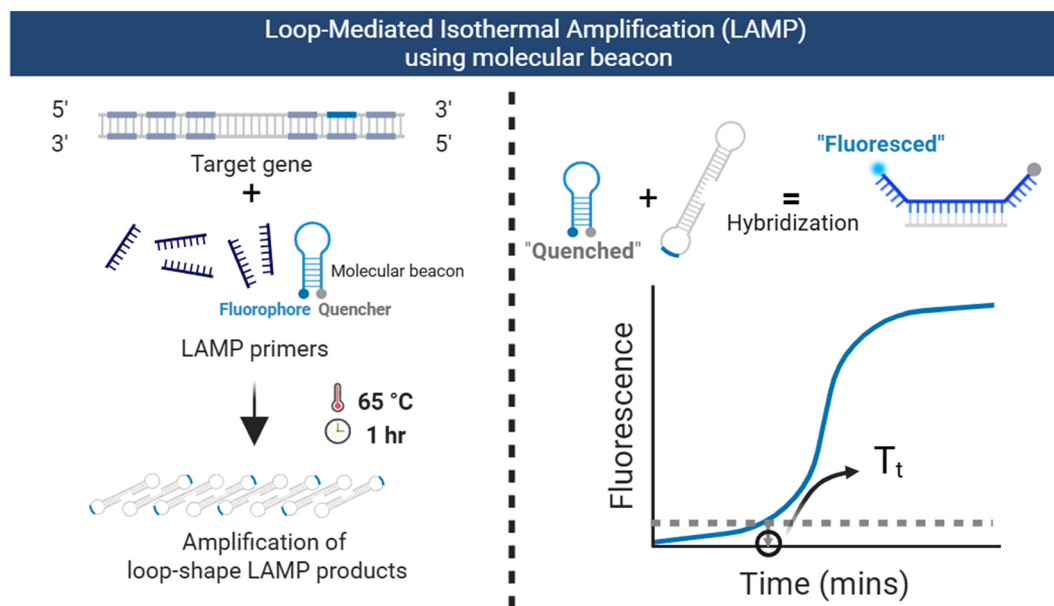 Loop-Mediated Isothermal Amplification (LAMP)
using molecular beacon
5'
3'
3'
5'
Target gene
+
Molecular beacon
Fluorophore Quencher
LAMP primers
65 °C
1 hr
Amplification of
loop-shape LAMP products
"Fluoresced"
+
=
Hybridization
"Quenched"
Fluorescence
Tt
Time (mins)